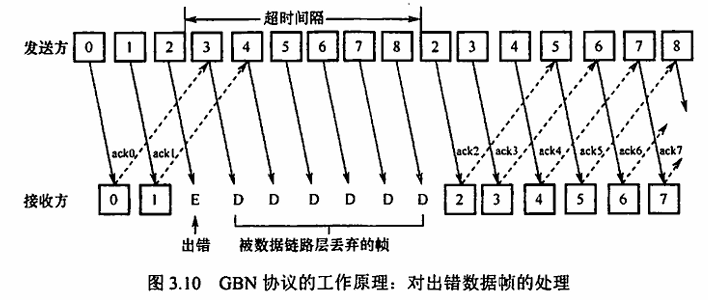 超时间隔
发送方 0 1 2 3 4 5 6 7 8 2 3 4 5 6 7 8
ack0 ack1 ack2 ack3 ack4 ack5 ack6 ack7
接收方 0 1 E D D D D D D 2 3 4 5 6 7
出错 被数据链路层丢弃的帧
图 3.10 GBN 协议的工作原理：对出错数据帧的处理